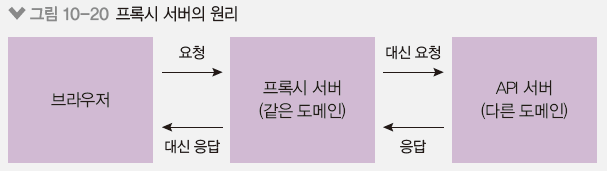 그림 10-20 프록시 서버의 원리
요청
대신 요청
브라우저
프록시 서버
(같은 도메인)
API 서버
(다른 도메인)
대신 응답
응답